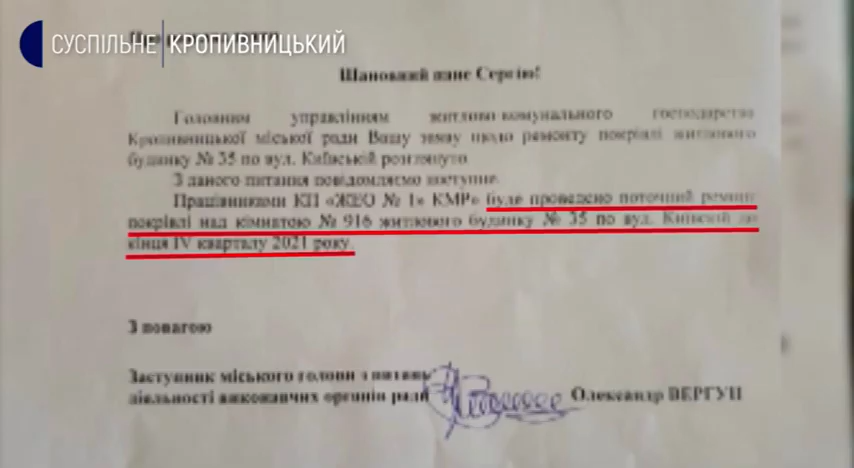 СУСПІЛЬНЕ КРОПИВНИЦЬКИЙ
Шановний пане Сергію!
Головним управлінням житлово-комунального господарства
Кропивницької міської ради Вашу заяву щодо ремонту покрівлі житлового
будинку № 35 по вул. Київській розглянуто.
З даного питання повідомляємо наступне.
Працівниками КП «ЖЕО № 1» КМР» буде проведено поточний ремонт
покрівлі над кімнатою № 916 житлового будинку № 35 по вул. Київській до
кінця IV кварталу 2021 року.
З повагою
Заступник міського голови з питань
діяльності виконавчих органів ради Олександр ВЕРГУН